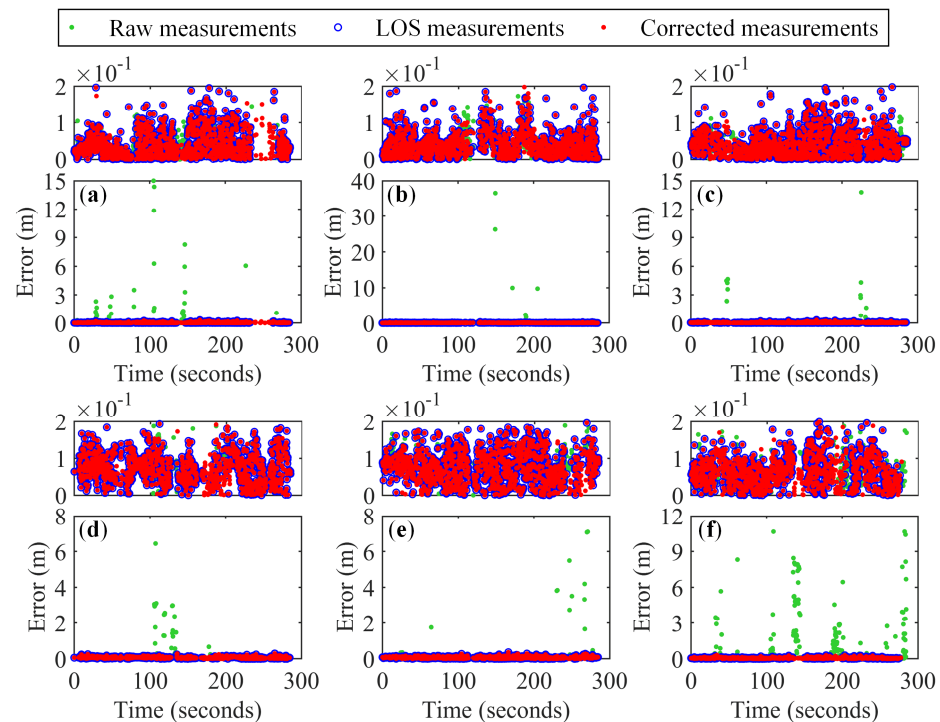 Raw measurements LOS measurements Corrected measurements
×10⁻¹ ×10⁻¹ ×10⁻¹
2 2 2
1 1 1
0 0 0
15 (a) 40 (b) 15 (c)
12 30 12
9 20 9
6 10 6
3 3
0 0 0
Error (m) Error (m) Error (m)
0 100 200 300 0 100 200 300 0 100 200 300
Time (seconds) Time (seconds) Time (seconds)
×10⁻¹ ×10⁻¹ ×10⁻¹
2 2 2
1 1 1
0 0 0
8 (d) 8 (e) 12 (f)
6 6 9
4 4 6
2 2 3
0 0 0
Error (m) Error (m) Error (m)
0 100 200 300 0 100 200 300 0 100 200 300
Time (seconds) Time (seconds) Time (seconds)